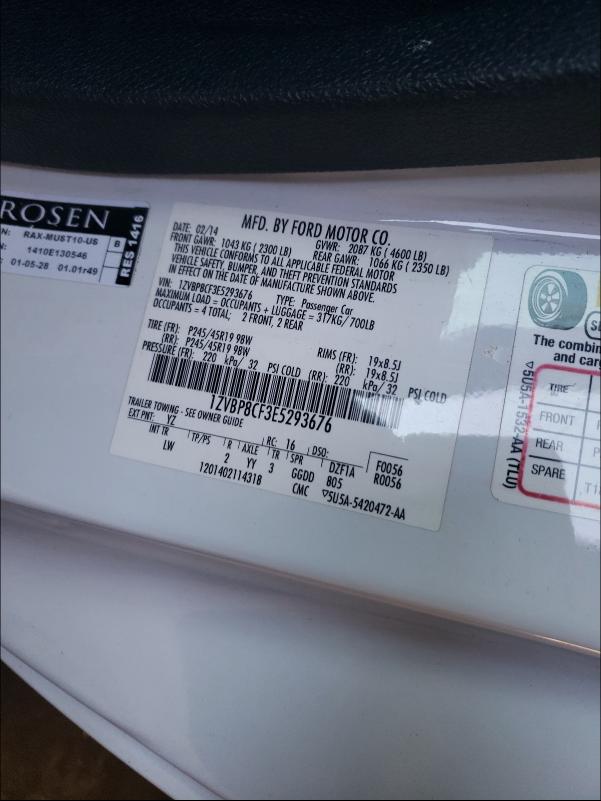 ROSEN
N: RAX-MUST10-US B
N: 1410E130546
01-05-28 01.01r49
RES 1416
MFD. BY FORD MOTOR CO.
DATE: 02/14 GVWR: 2087 KG ( 4600 LB)
FRONT GAWR: 1043 KG ( 2300 LB) REAR GAWR: 1066 KG ( 2350 LB)
THIS VEHICLE CONFORMS TO ALL APPLICABLE FEDERAL MOTOR
VEHICLE SAFETY, BUMPER, AND THEFT PREVENTION STANDARDS
IN EFFECT ON THE DATE OF MANUFACTURE SHOWN ABOVE.
VIN: 1ZVBP8CF3E5293676 TYPE: Passenger Car
MAXIMUM LOAD = OCCUPANTS + LUGGAGE = 317KG/ 700LB
OCCUPANTS = 4 TOTAL; 2 FRONT, 2 REAR
TIRE (FR): P245/45R19 98W RIMS (FR): 19x8.5J
(RR): P245/45R19 98W (RR): 19x8.5J
PRESSURE (FR): 220 kPa/ 32 PSI COLD (RR): 220 kPa/ 32 PSI COLD
1ZVBP8CF3E5293676
TRAILER TOWING - SEE OWNER GUIDE
EXT PNT: YZ RC: 16 DSO: F0056
INT TR TP/PS R AXLE TR SPR DZF1A R0056
LW 2 YY 3 GGDD 805
1201402114318 CMC ▽5U5A-5420472-AA
The combin
and car
TIRE
FRONT
REAR P
SPARE T1
▽5U5A-1532-AA (TLU)